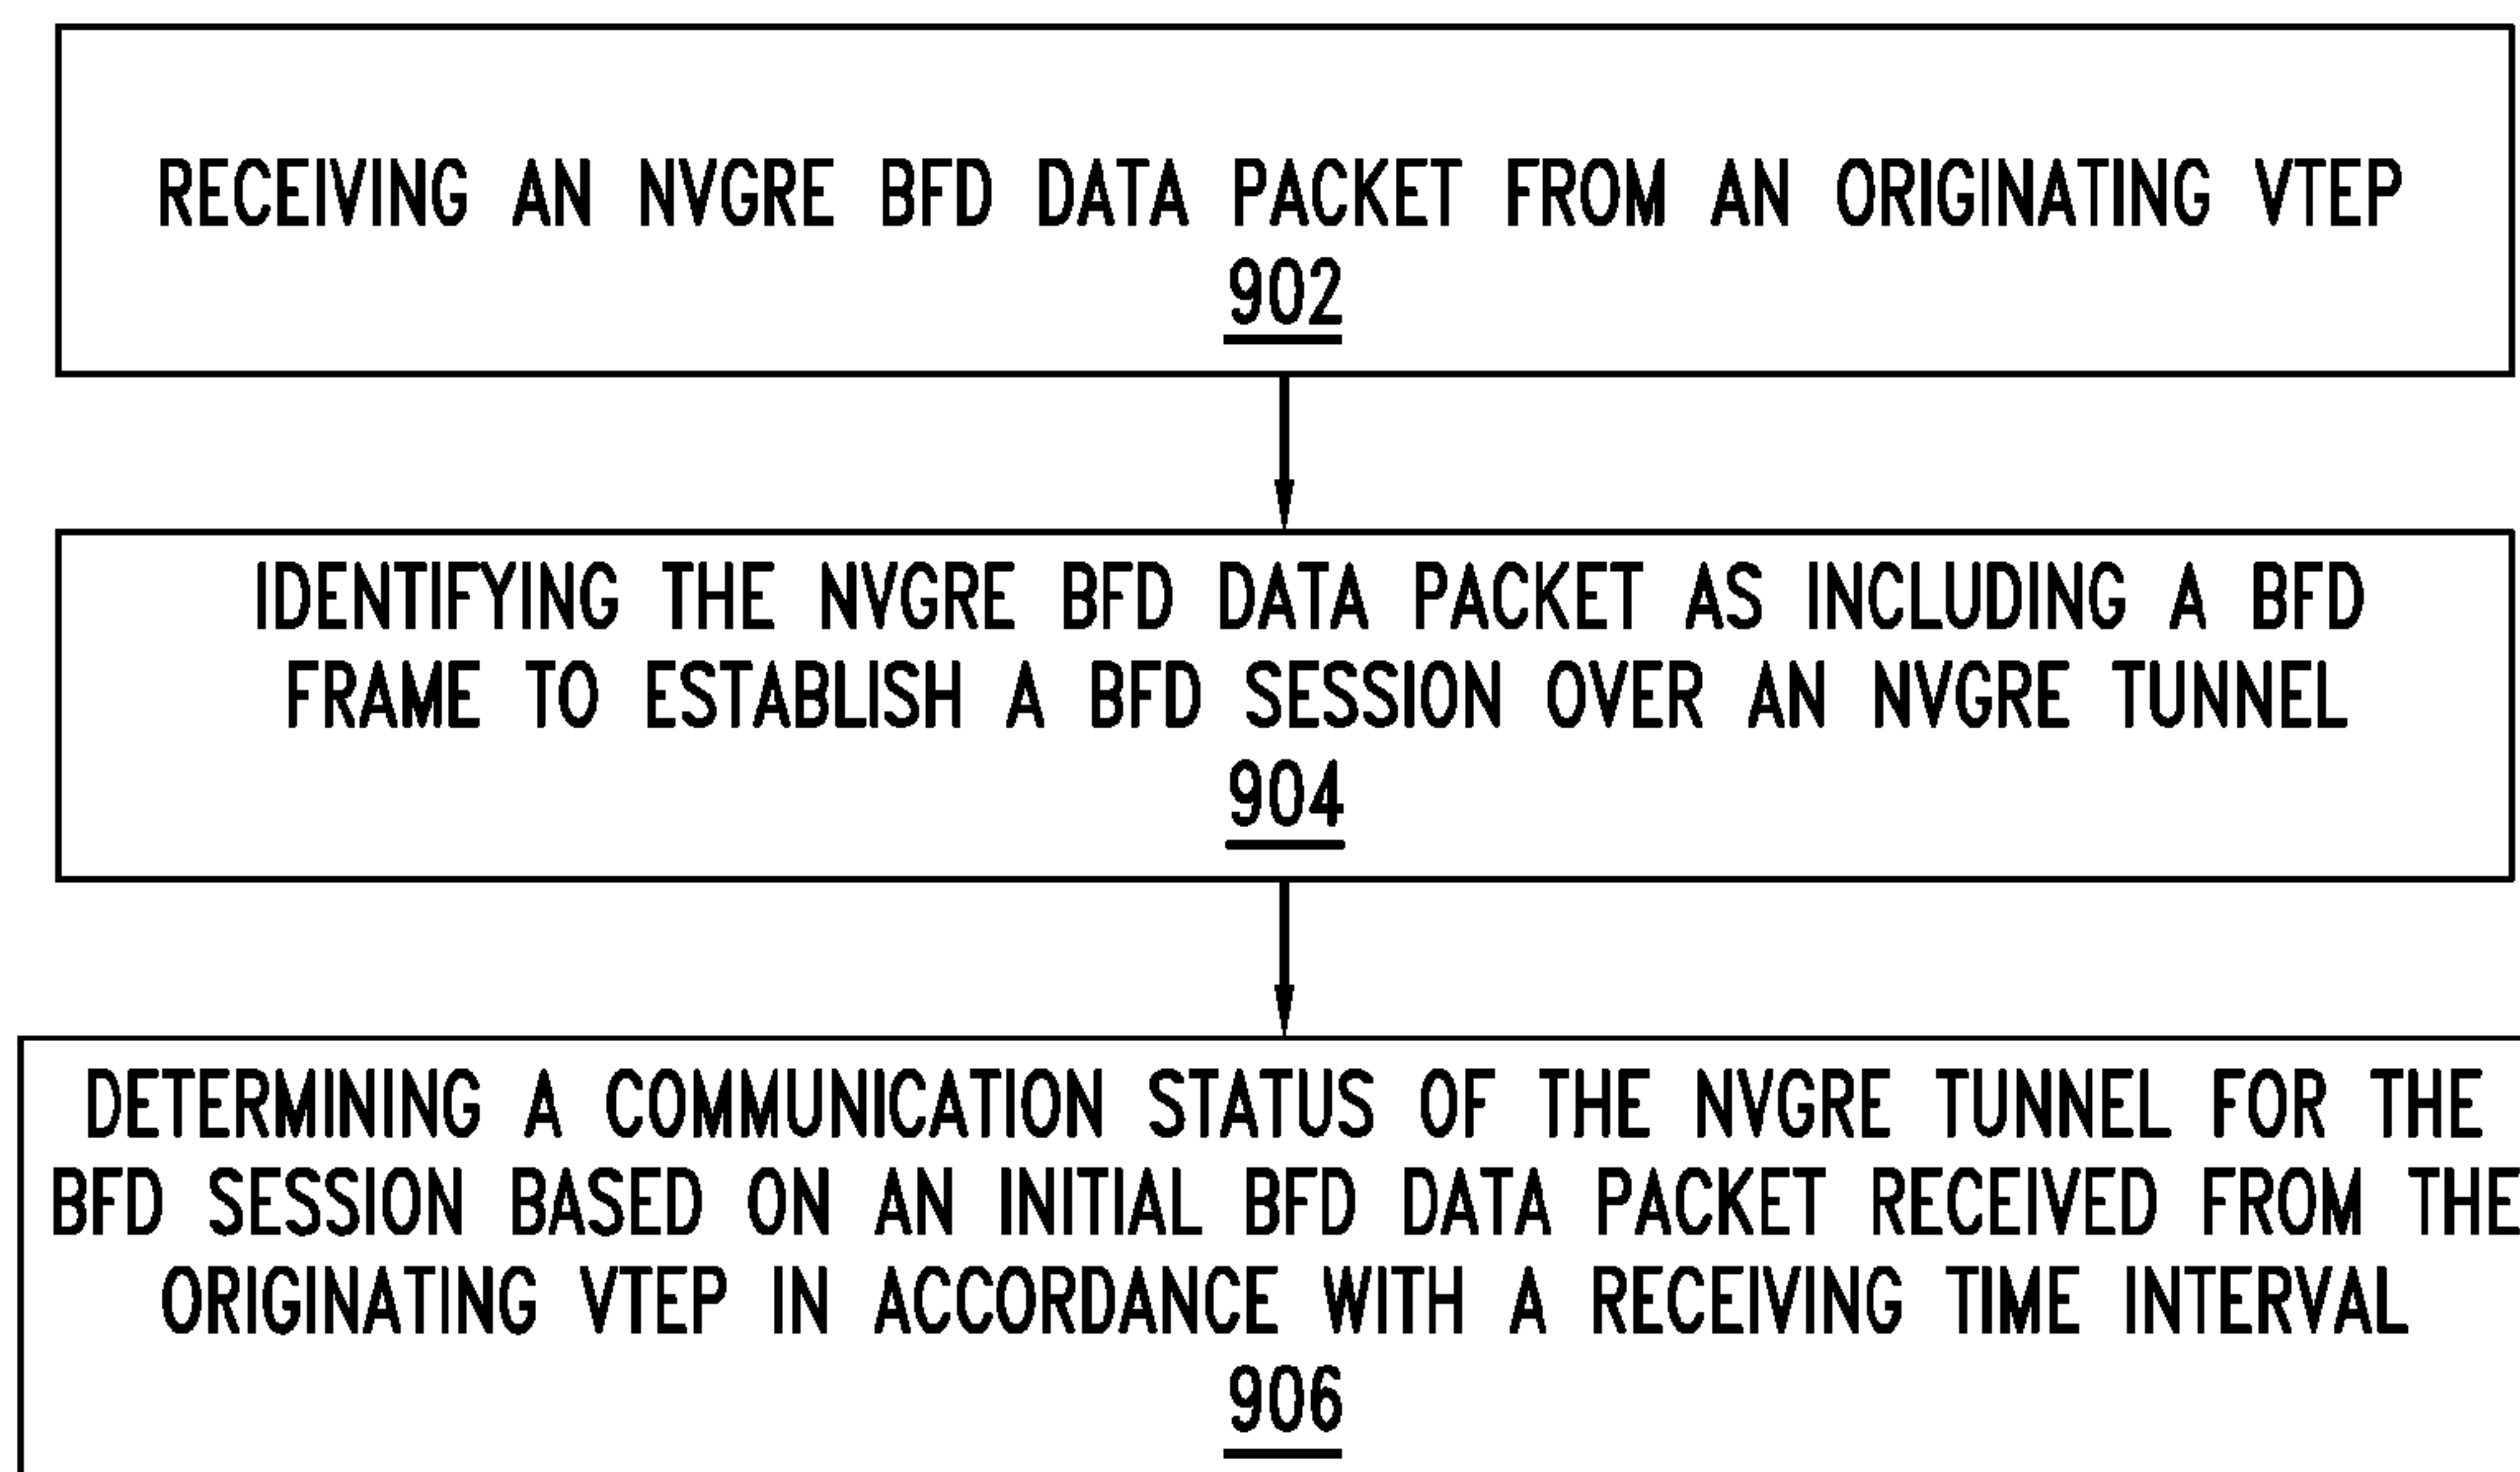 RECEIVING AN NVGRE BFD DATA PACKET FROM AN ORIGINATING VTEP
902
IDENTIFYING THE NVGRE BFD DATA PACKET AS INCLUDING A BFD
FRAME TO ESTABLISH A BFD SESSION OVER AN NVGRE TUNNEL
904
DETERMINING A COMMUNICATION STATUS OF THE NVGRE TUNNEL FOR THE
BFD SESSION BASED ON AN INITIAL BFD DATA PACKET RECEIVED FROM THE
ORIGINATING VTEP IN ACCORDANCE WITH A RECEIVING TIME INTERVAL
906